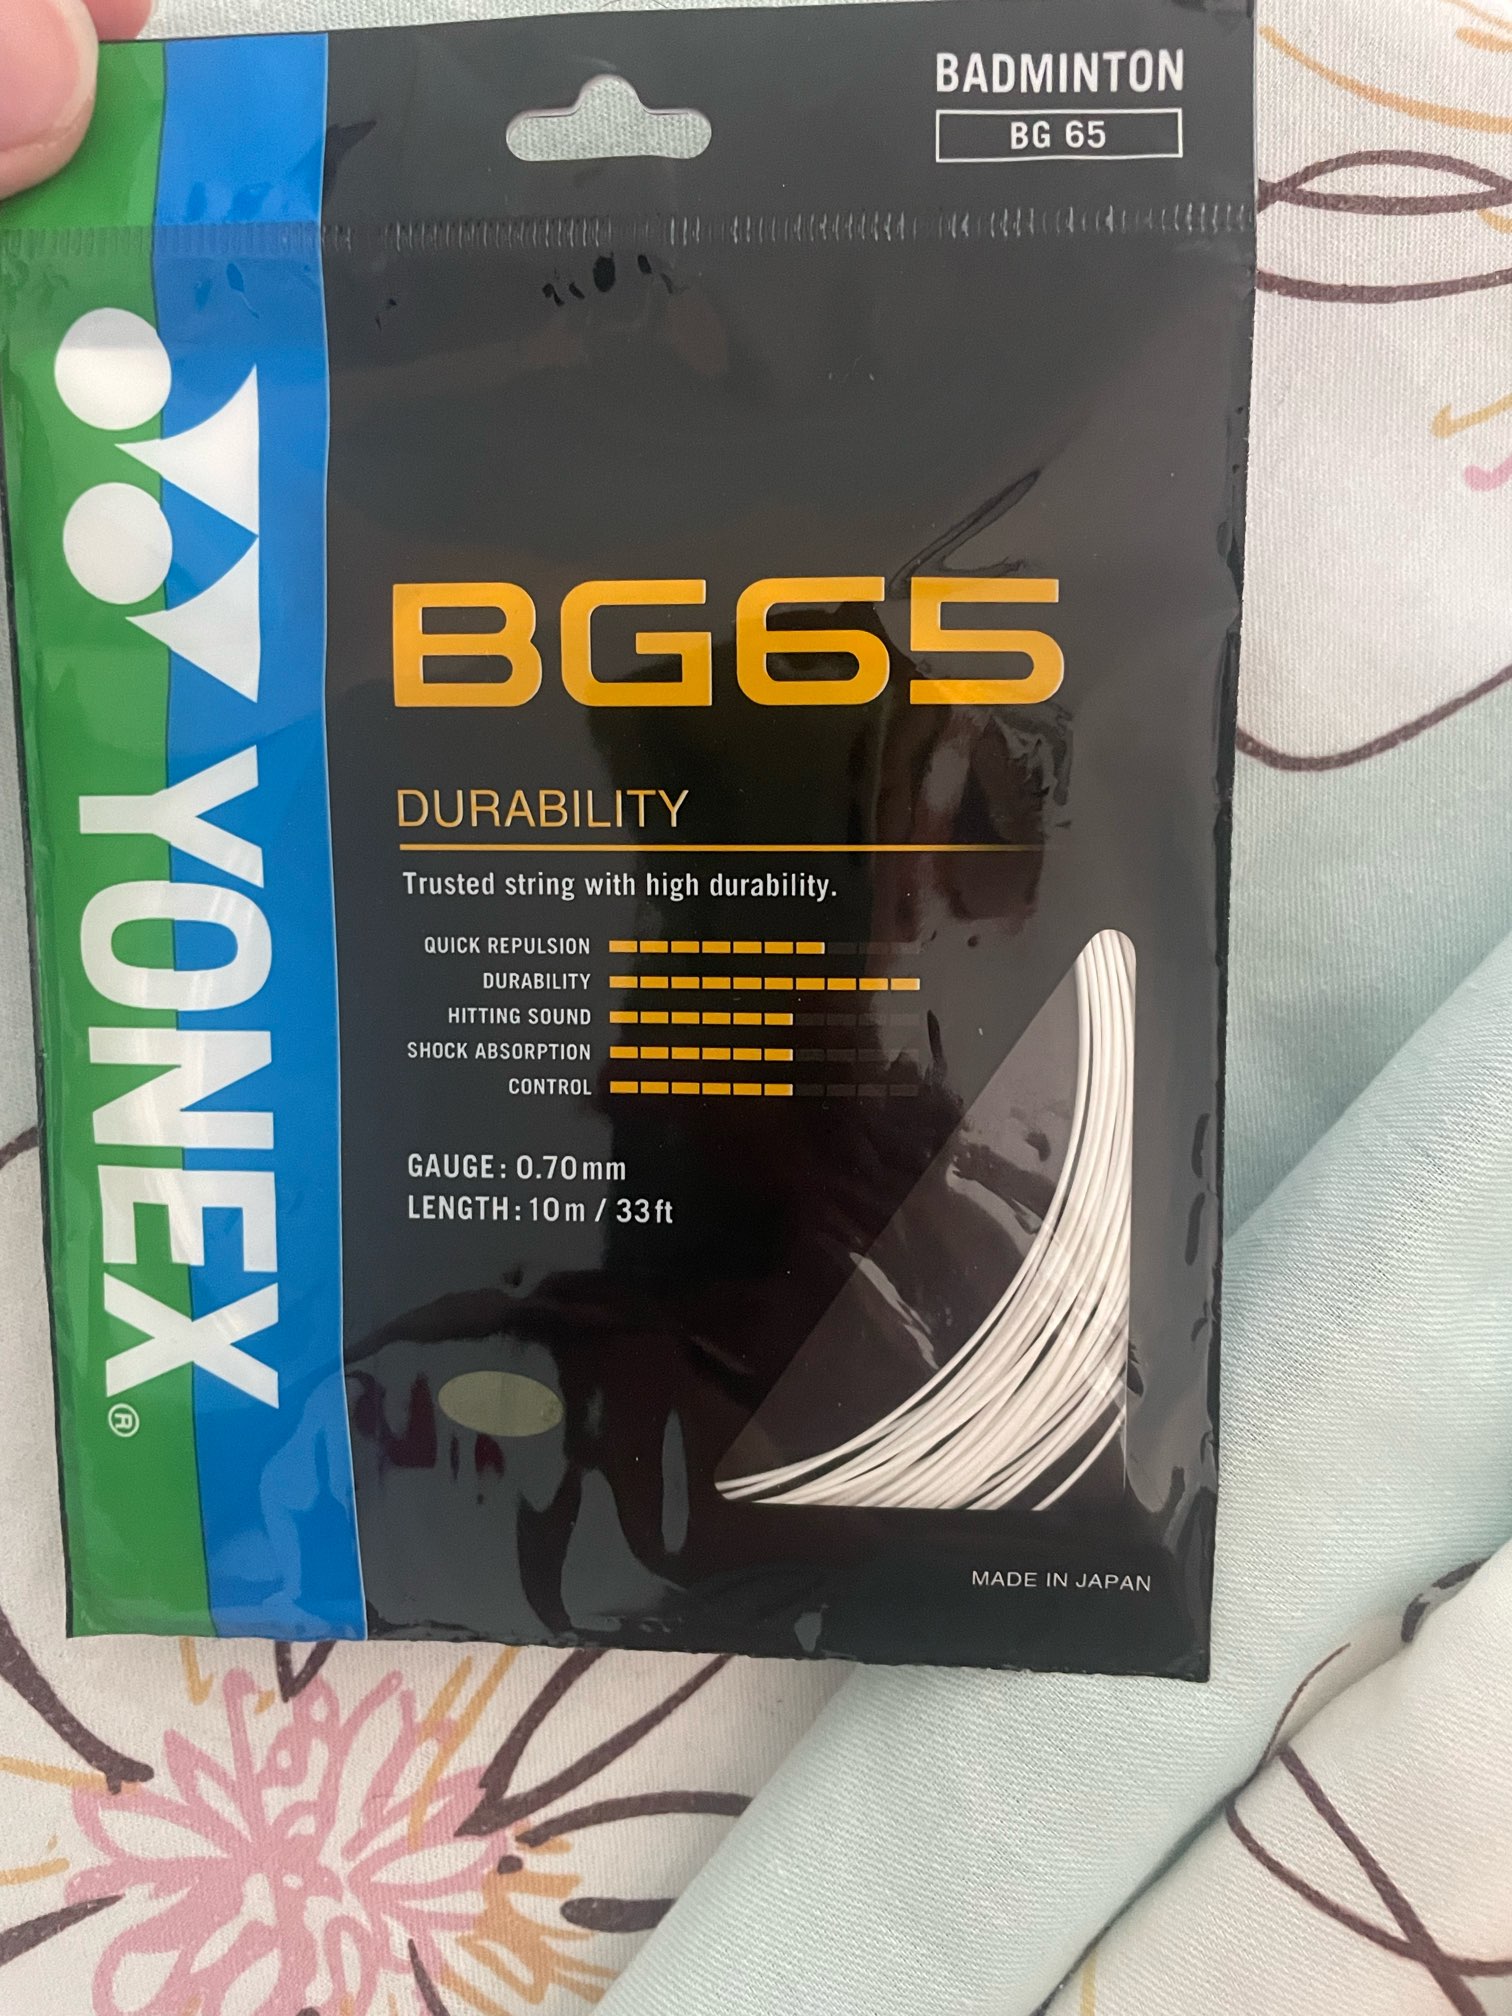 BADMINTON
BG 65
YONEX®
BG65
DURABILITY
Trusted string with high durability.
QUICK REPULSION
DURABILITY
HITTING SOUND
SHOCK ABSORPTION
CONTROL
GAUGE: 0.70mm
LENGTH: 10m / 33ft
MADE IN JAPAN